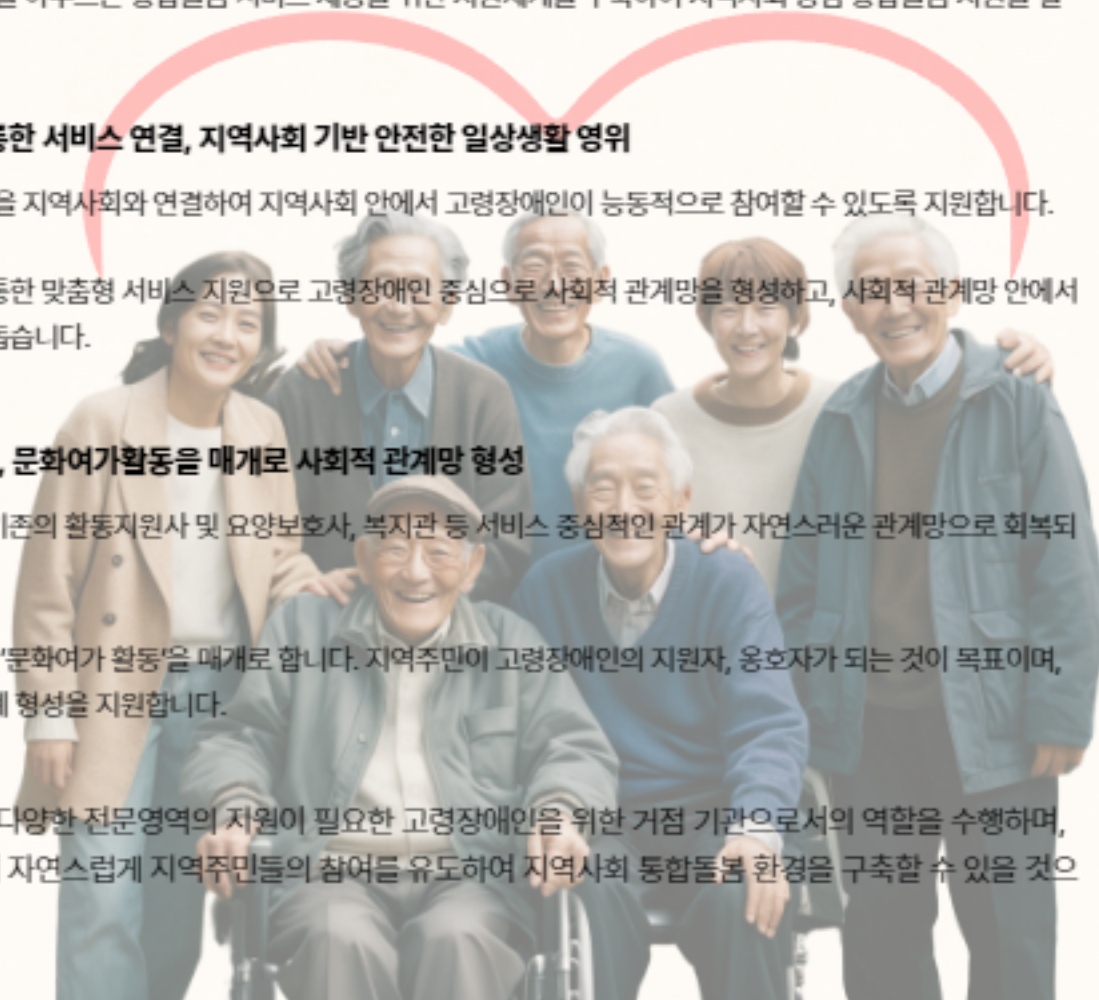 서비스 연결, 지역사회 기반 안전한 일상생활 영위
지역사회와 연결하여 지역사회 안에서 고령장애인이 능동적으로 참여할 수 있도록 지원합니다.
맞춤형 서비스 지원으로 고령장애인 중심으로 사회적 관계망을 형성하고, 사회적 관계망 안에서
돕습니다.
, 문화여가활동을 매개로 사회적 관계망 형성
기존의 활동지원사 및 요양보호사, 복지관 등 서비스 중심적인 관계가 자연스러운 관계망으로 회복되
'문화여가 활동'을 매개로 합니다. 지역주민이 고령장애인의 지원자, 옹호자가 되는 것이 목표이며,
형성을 지원합니다.
다양한 전문영역의 지원이 필요한 고령장애인을 위한 거점 기관으로서의 역할을 수행하며,
자연스럽게 지역주민들의 참여를 유도하여 지역사회 통합돌봄 환경을 구축할 수 있을 것으